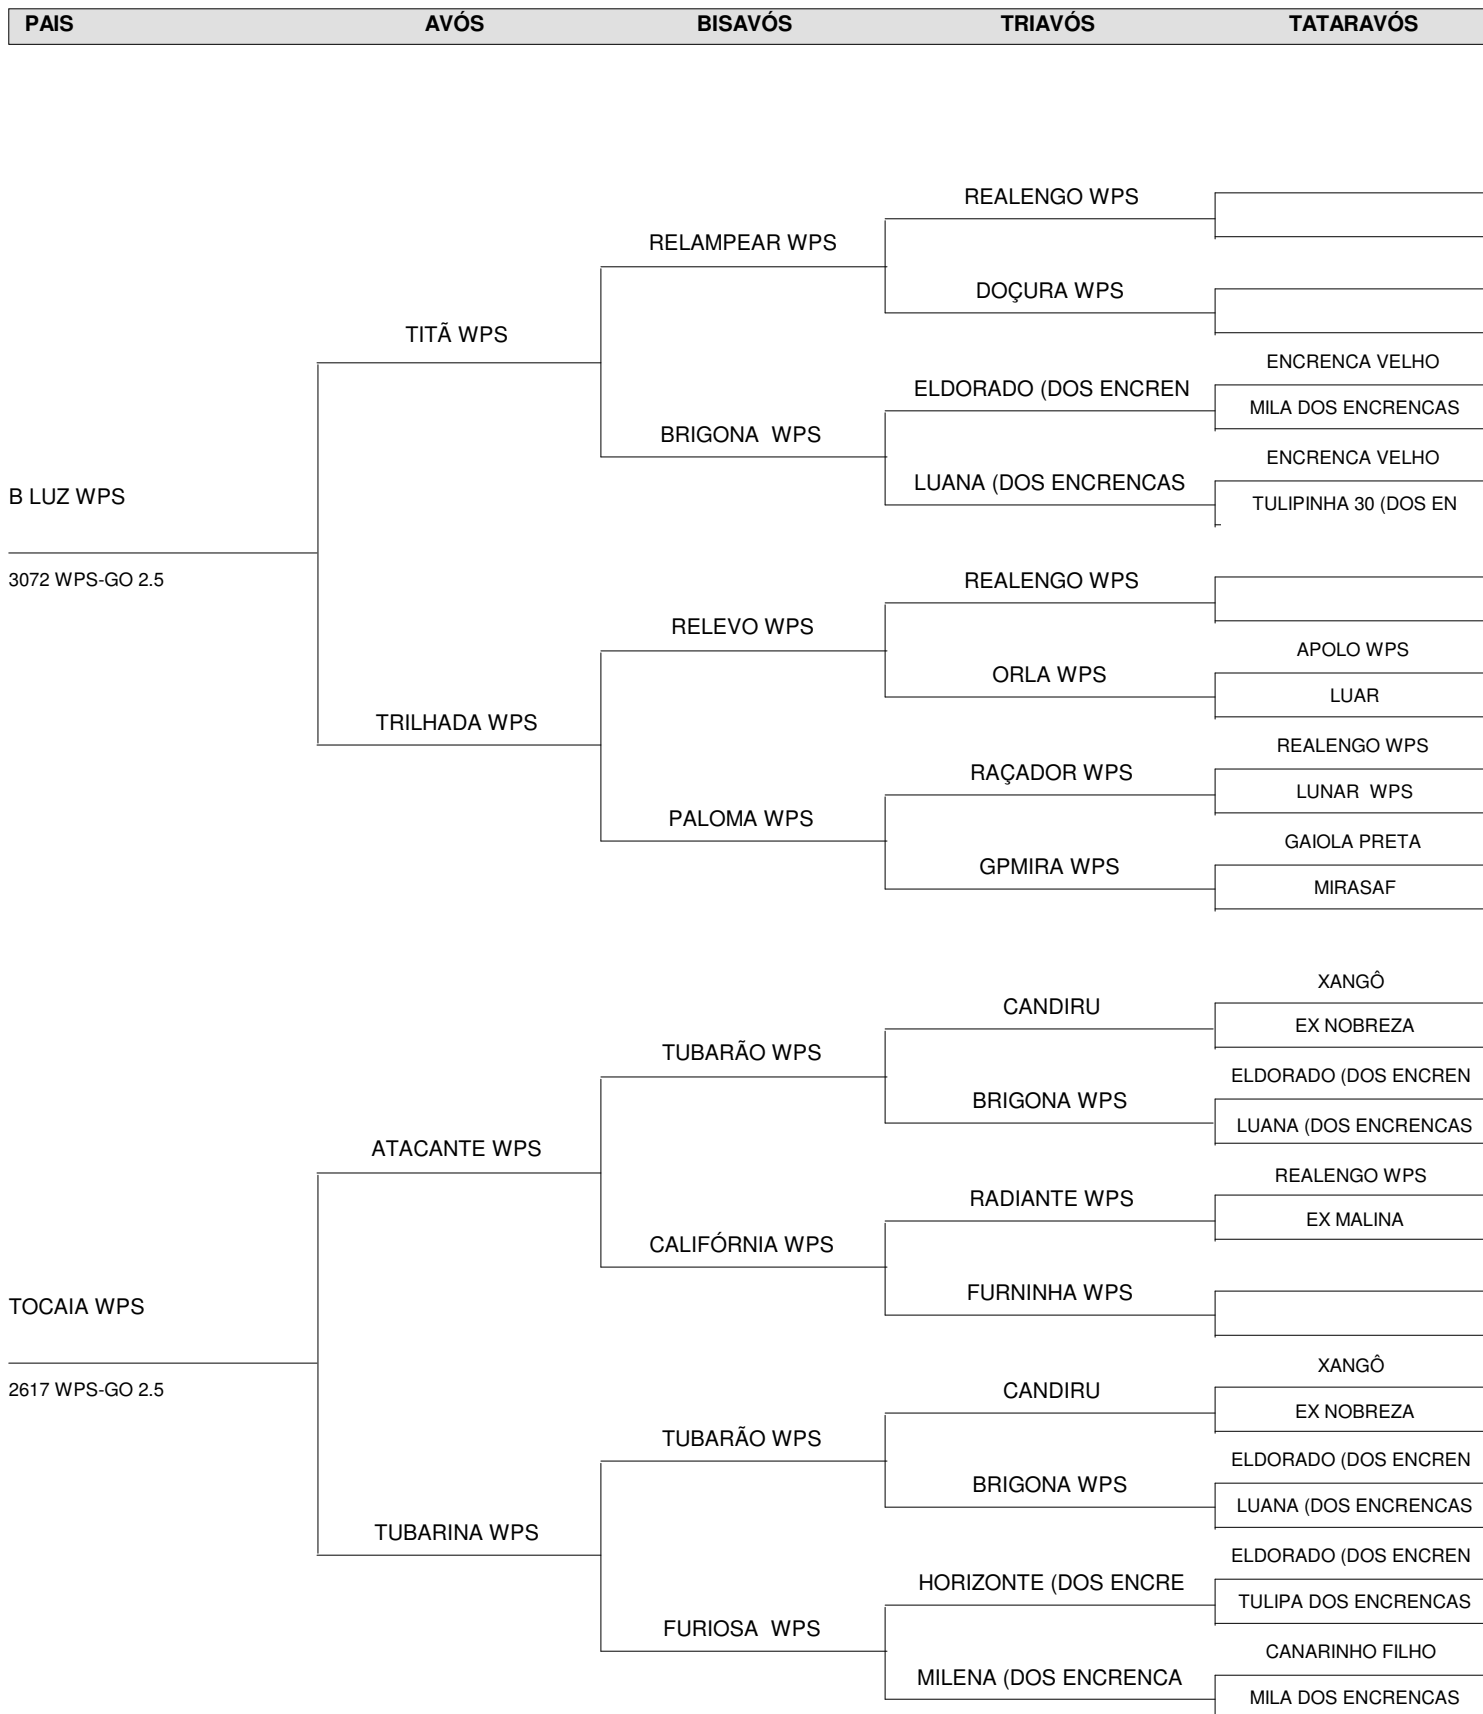 PAIS AVÓS BISAVÓS TRIAVÓS TATARAVÓS
REALENGO WPS
RELAMPEAR WPS
DOÇURA WPS
TITÃ WPS
ENCRENCA VELHO
ELDORADO (DOS ENCREN
MILA DOS ENCRENCAS
BRIGONA  WPS
ENCRENCA VELHO
LUANA (DOS ENCRENCAS
TULIPINHA 30 (DOS EN
B LUZ WPS
3072 WPS-GO 2.5
REALENGO WPS
RELEVO WPS
APOLO WPS
ORLA WPS
LUAR
TRILHADA WPS
REALENGO WPS
RAÇADOR WPS
LUNAR  WPS
PALOMA WPS
GAIOLA PRETA
GPMIRA WPS
MIRASAF
XANGÔ
CANDIRU
EX NOBREZA
TUBARÃO WPS
ELDORADO (DOS ENCREN
BRIGONA WPS
LUANA (DOS ENCRENCAS
ATACANTE WPS
REALENGO WPS
RADIANTE WPS
EX MALINA
CALIFÓRNIA WPS
FURNINHA WPS
TOCAIA WPS
2617 WPS-GO 2.5
XANGÔ
CANDIRU
EX NOBREZA
TUBARÃO WPS
ELDORADO (DOS ENCREN
BRIGONA WPS
LUANA (DOS ENCRENCAS
TUBARINA WPS
ELDORADO (DOS ENCREN
HORIZONTE (DOS ENCRE
TULIPA DOS ENCRENCAS
FURIOSA  WPS
CANARINHO FILHO
MILENA (DOS ENCRENCA
MILA DOS ENCRENCAS